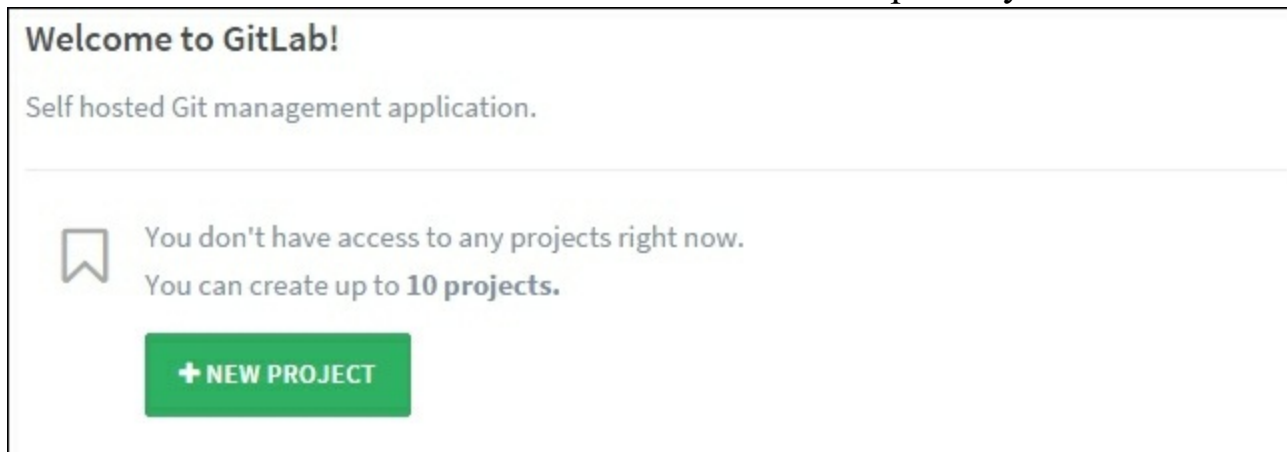 Welcome to GitLab!
Self hosted Git management application.
You don't have access to any projects right now.
You can create up to 10 projects.
+ NEW PROJECT